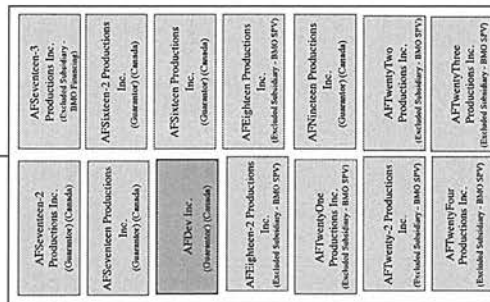 AFSeventeen-2
Productions Inc.
(Guarantor) (Canada)
AFSeventeen-3
Productions Inc.
(Excluded Subsidiary -
BMO Financing)
AFSeventeen Productions
Inc.
(Guarantor) (Canada)
AFSixteen-2 Productions
Inc.
(Guarantor) (Canada)
AFDev Inc.
(Guarantor) (Canada)
AFSixteen Productions
Inc.
(Guarantor) (Canada)
AFEighteen-2 Productions
Inc.
(Excluded Subsidiary - BMO SPV)
AFEighteen Productions
Inc.
(Excluded Subsidiary - BMO SPV)
AFTwentyOne
Productions Inc.
(Excluded Subsidiary - BMO SPV)
AFNineteen Productions
Inc.
(Guarantor) (Canada)
AFTwenty-2 Productions
Inc.
(Excluded Subsidiary - BMO SPV)
AFTwentyTwo
Productions Inc.
(Excluded Subsidiary - BMO SPV)
AFTwentyFour
Productions Inc.
(Excluded Subsidiary - BMO SPV)
AFTwentyThree
Productions Inc.
(Excluded Subsidiary - BMO SPV)